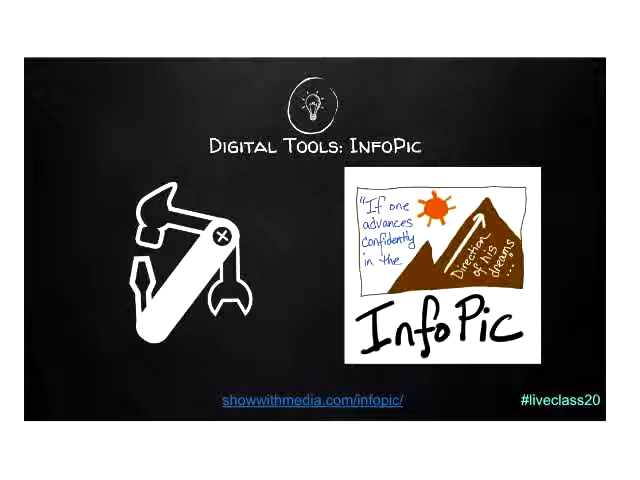 DIGITAL TOOLS: INFOPIC
"If one
advances
confidently
in the
Direction
of his
dreams
...
InfoPic
showwithmedia.com/infopic/
#liveclass20